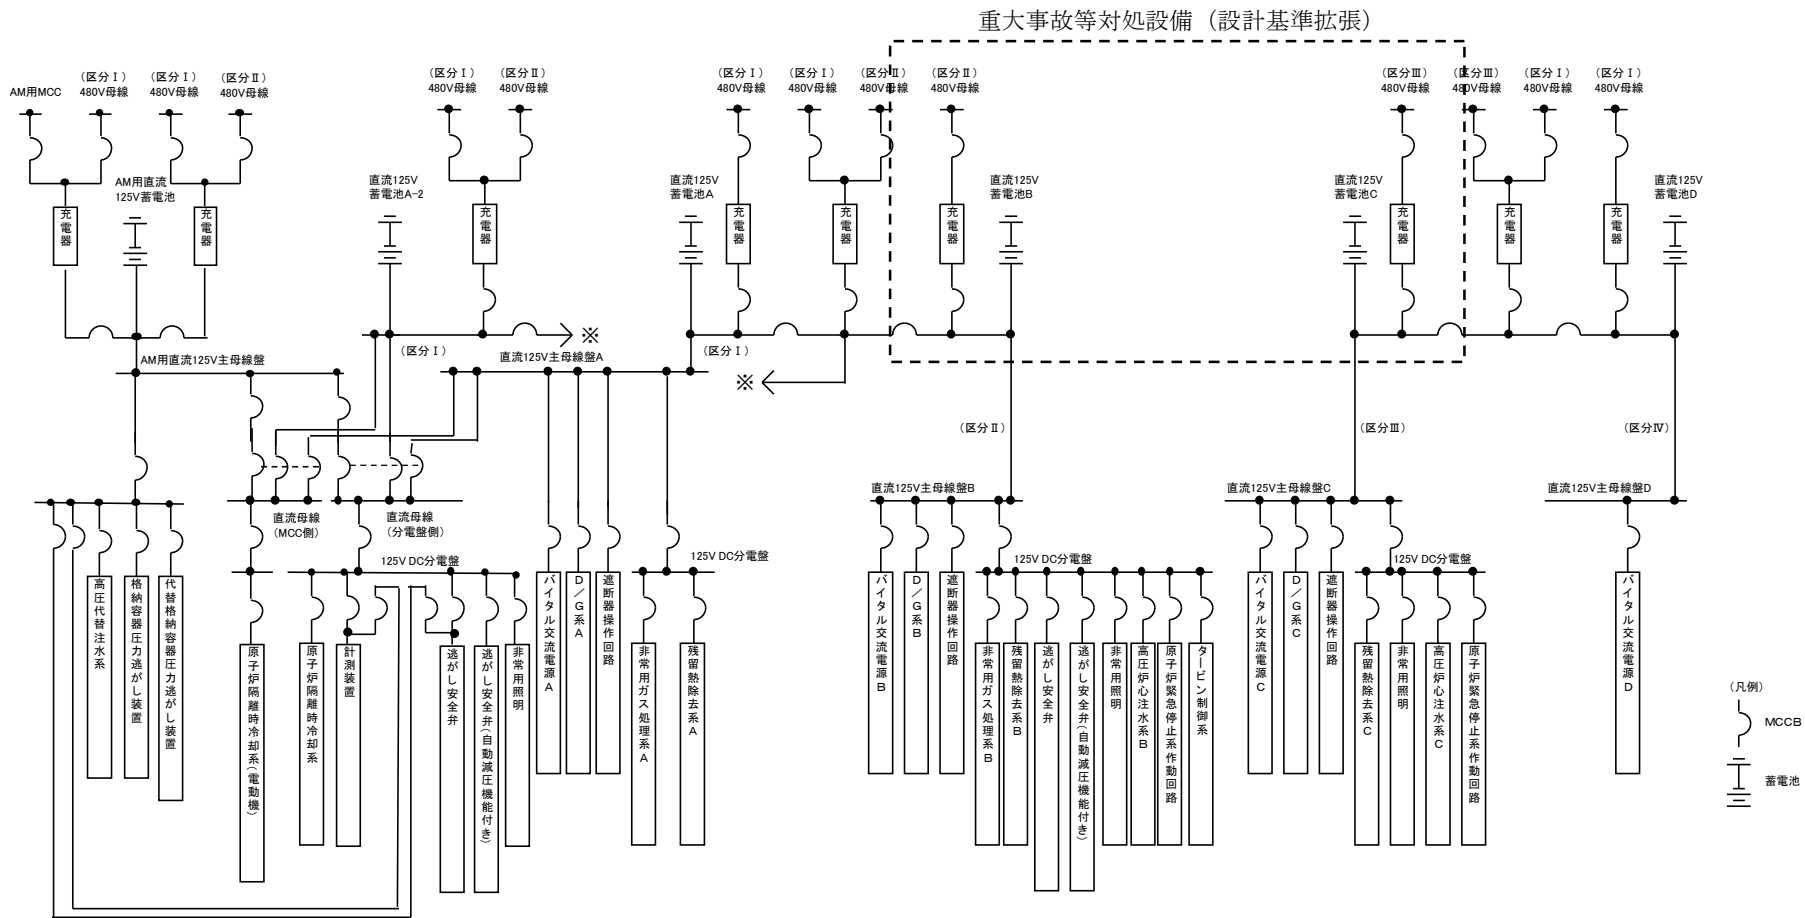 重大事故等対処設備（設計基準拡張）
AM用MCC
（区分Ⅰ）
480V母線
（区分Ⅰ）
480V母線
（区分Ⅱ）
480V母線
（区分Ⅰ）
480V母線
（区分Ⅱ）
480V母線
（区分Ⅰ）
480V母線
（区分Ⅰ）
480V母線
（区分Ⅱ）
480V母線
（区分Ⅱ）
480V母線
（区分Ⅲ）
480V母線
（区分Ⅲ）
480V母線
（区分Ⅰ）
480V母線
（区分Ⅰ）
480V母線
AM用直流
125V蓄電池
直流125V
蓄電池A-2
直流125V
蓄電池A
直流125V
蓄電池B
直流125V
蓄電池C
直流125V
蓄電池D
充電器
充電器
充電器
充電器
充電器
充電器
充電器
充電器
充電器
※
AM用直流125V主母線盤
（区分Ⅰ）
直流125V主母線盤A
（区分Ⅰ）
※
（区分Ⅱ）
（区分Ⅲ）
（区分Ⅳ）
直流125V主母線盤B
直流125V主母線盤C
直流125V主母線盤D
直流母線
（MCC側）
直流母線
（分電盤側）
125V DC分電盤
125V DC分電盤
125V DC分電盤
125V DC分電盤
高圧代替注水系
格納容器圧力逃がし装置
代替格納容器圧力逃がし装置
原子炉隔離時冷却系（電動機）
原子炉隔離時冷却系
計測装置
逃がし安全弁
逃がし安全弁（自動減圧機能付き）
非常用照明
バイタル交流電源A
D／G系A
遮断器操作回路
非常用ガス処理系A
残留熱除去系A
バイタル交流電源B
D／G系B
遮断器操作回路
非常用ガス処理系B
残留熱除去系B
逃がし安全弁
逃がし安全弁（自動減圧機能付き）
非常用照明
高圧炉心注水系B
原子炉緊急停止系作動回路
タービン制御系
バイタル交流電源C
D／G系C
遮断器操作回路
残留熱除去系C
非常用照明
高圧炉心注水系C
原子炉緊急停止系作動回路
バイタル交流電源D
（凡例）
MCCB
蓄電池